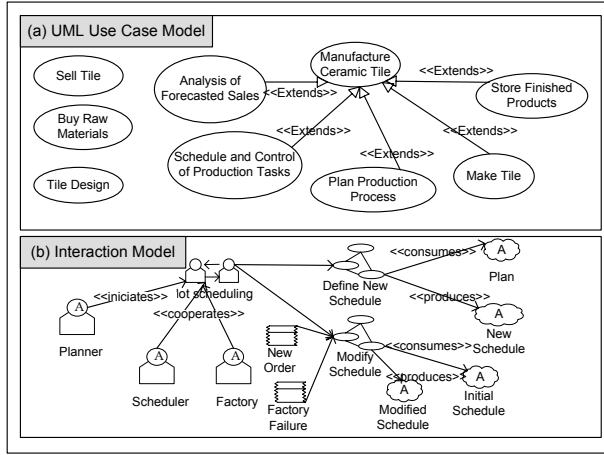 (a) UML Use Case Model
Sell Tile
Buy Raw
Materials
Tile Design
Analysis of
Forecasted Sales
Manufacture
Ceramic Tile
Store Finished
Products
Schedule and Control
of Production Tasks
Plan Production
Process
Make Tile
<<Extends>>
<<Extends>>
<<Extends>>
<<Extends>>
<<Extends>>
(b) Interaction Model
lot scheduling
<<iniciates>>
<<cooperates>>
A
Planner
A
Scheduler
A
Factory
Define New
Schedule
<<consumes>>
A
Plan
<<produces>>
A
New
Schedule
New
Order
Factory
Failure
Modify
Schedule
<<consumes>>
<<produces>>
A
Modified
Schedule
A
Initial
Schedule